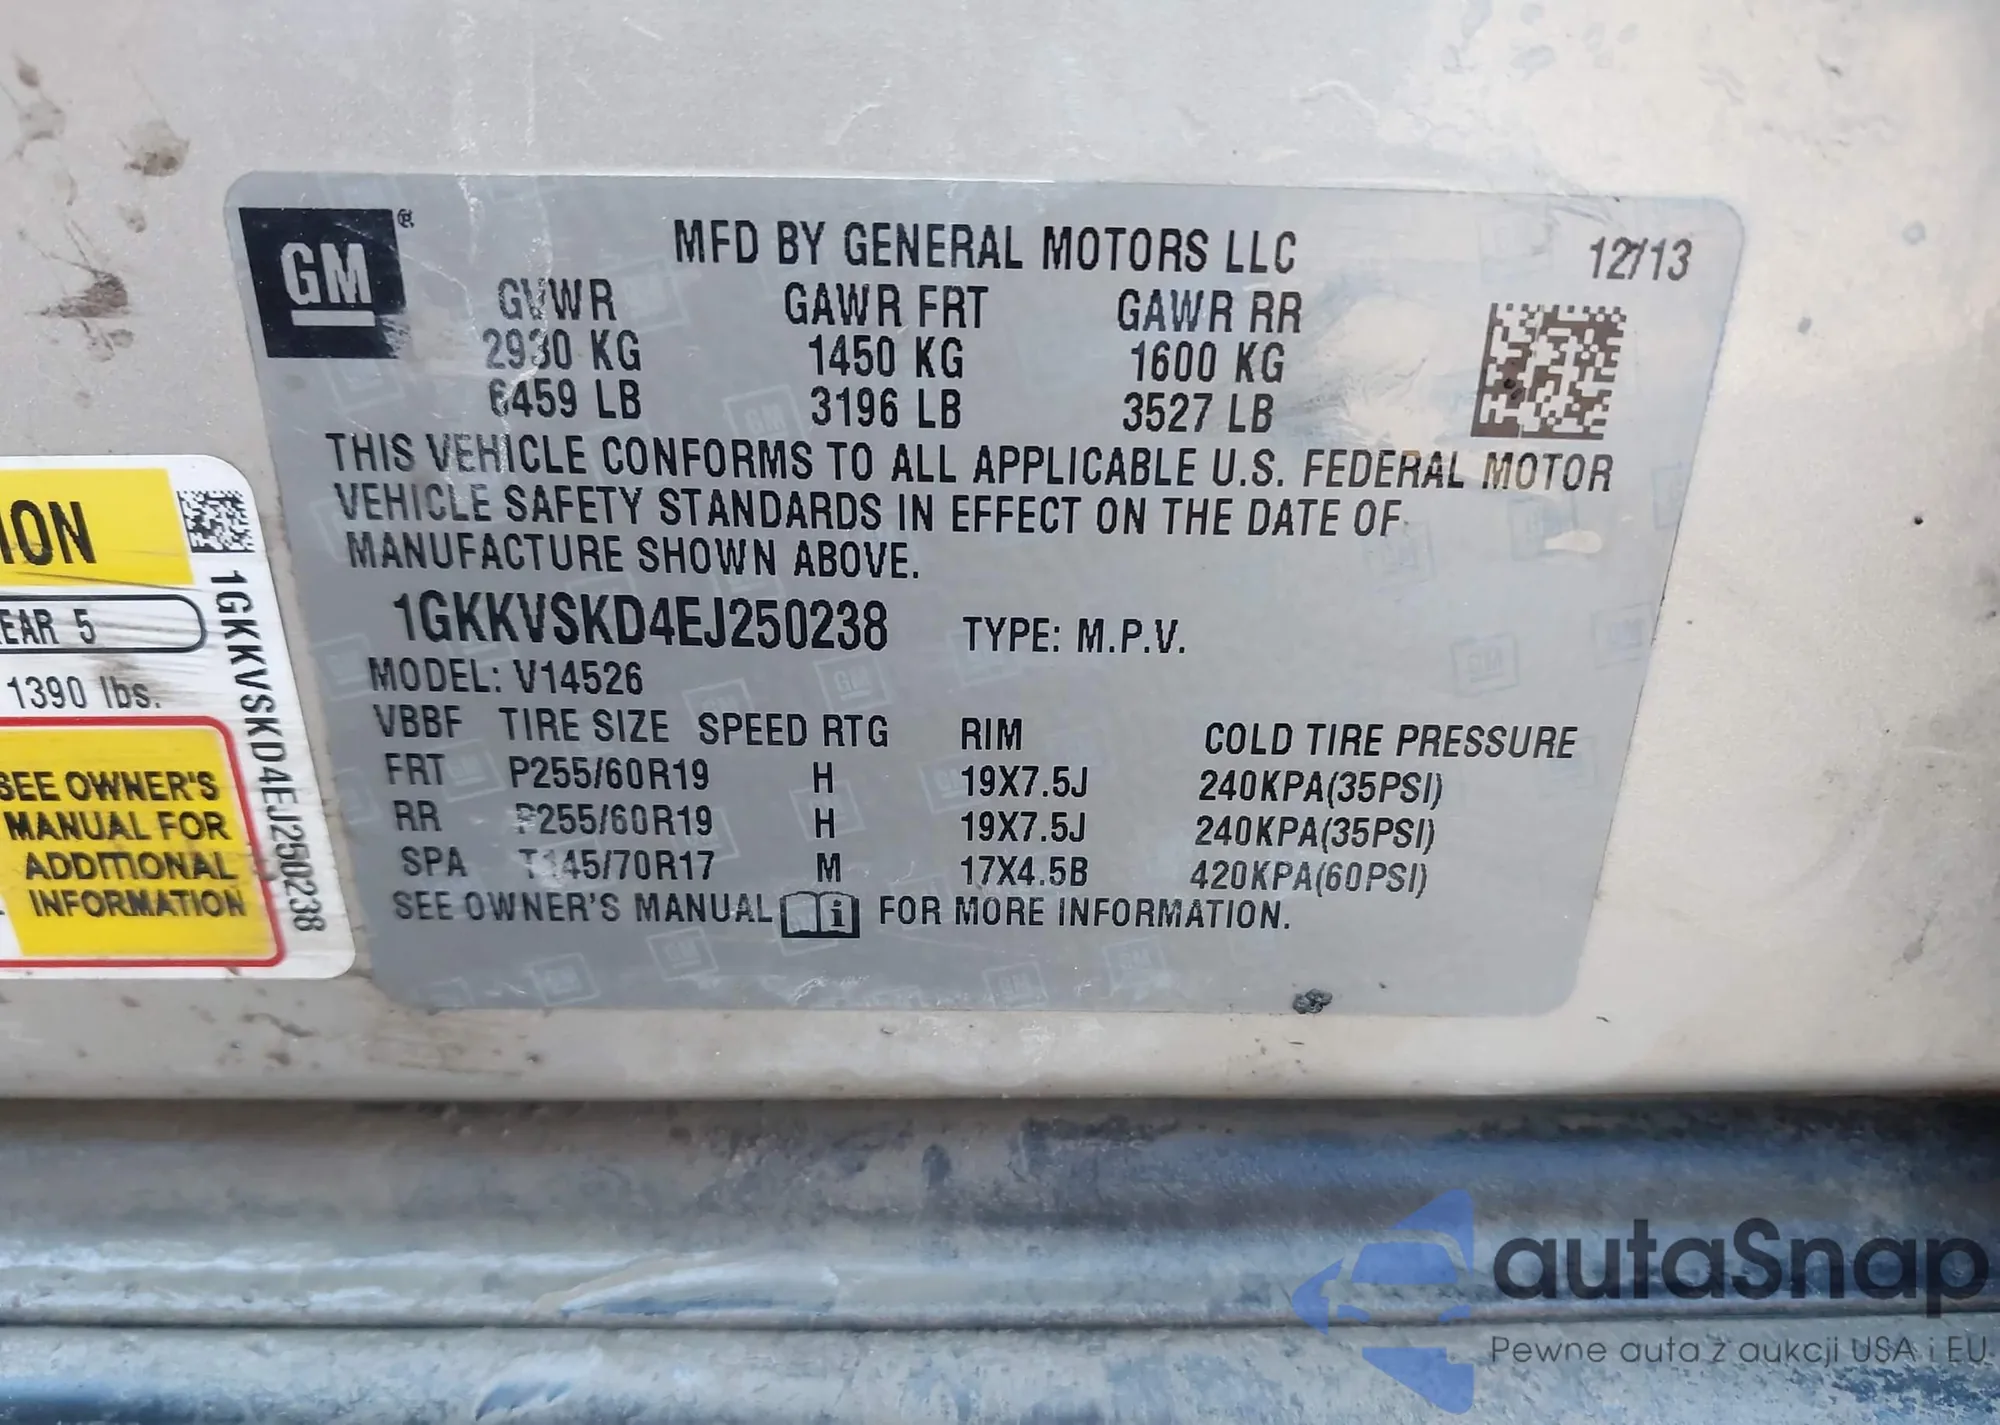 GM ®
MFD BY GENERAL MOTORS LLC 12/13
GVWR GAWR FRT GAWR RR
2930 KG 1450 KG 1600 KG
6459 LB 3196 LB 3527 LB
THIS VEHICLE CONFORMS TO ALL APPLICABLE U.S. FEDERAL MOTOR
VEHICLE SAFETY STANDARDS IN EFFECT ON THE DATE OF
MANUFACTURE SHOWN ABOVE.
1GKKVSKD4EJ250238 TYPE: M.P.V.
MODEL: V14526
VBBF TIRE SIZE SPEED RTG RIM COLD TIRE PRESSURE
FRT P255/60R19 H 19X7.5J 240KPA(35PSI)
RR P255/60R19 H 19X7.5J 240KPA(35PSI)
SPA T145/70R17 M 17X4.5B 420KPA(60PSI)
SEE OWNER'S MANUAL i FOR MORE INFORMATION.
ION
EAR 5
1390 lbs.
SEE OWNER'S
MANUAL FOR
ADDITIONAL
INFORMATION
1GKKVSKD4EJ250238
autaSnap
Pewne auta z aukcji USA i EU